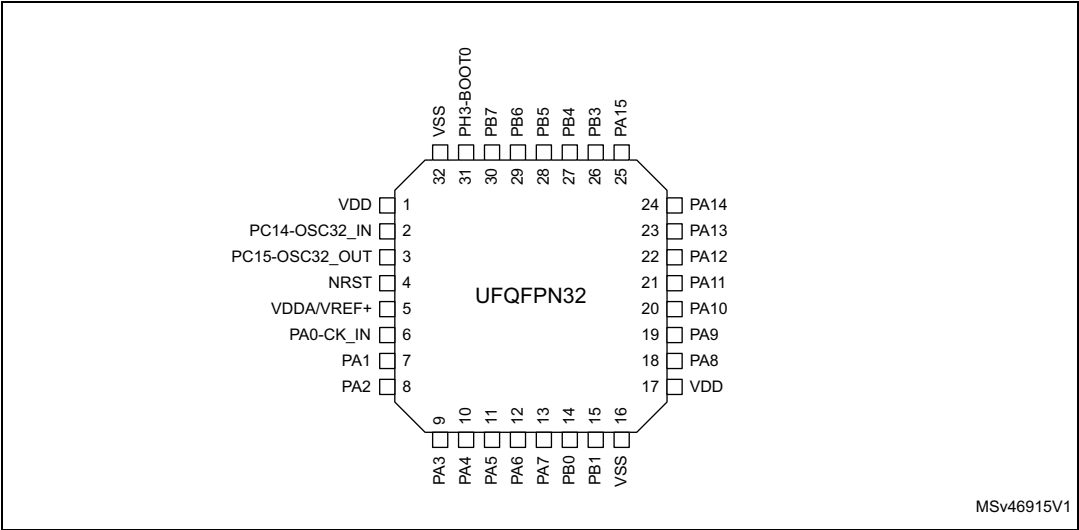 VSS
PH3-BOOT0
PB7
PB6
PB5
PB4
PB3
PA15
32
31
30
29
28
27
26
25
VDD 1
PC14-OSC32_IN 2
PC15-OSC32_OUT 3
NRST 4
VDDA/VREF+ 5
PA0-CK_IN 6
PA1 7
PA2 8
UFQFPN32
24 PA14
23 PA13
22 PA12
21 PA11
20 PA10
19 PA9
18 PA8
17 VDD
9
10
11
12
13
14
15
16
PA3
PA4
PA5
PA6
PA7
PB0
PB1
VSS
MSv46915V1